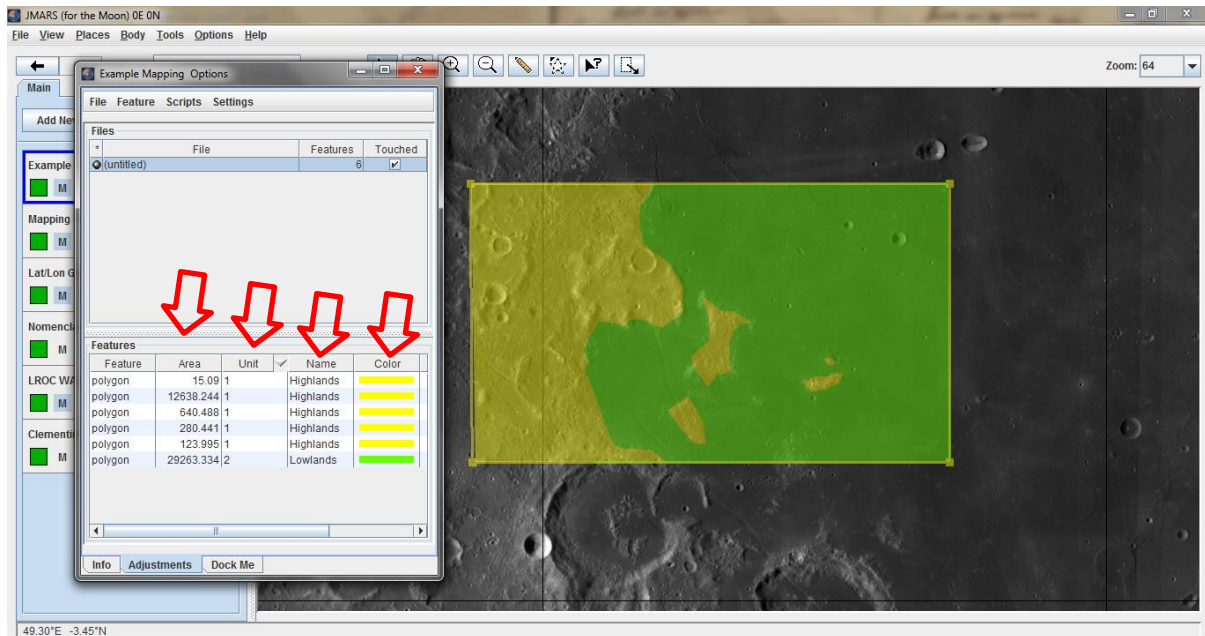 JMARS (for the Moon) 0E 0N
File View Places Body Tools Options Help
Zoom: 64
Main
Add Ne
Example
M
Mapping
M
Lat/Lon G
M
Nomencl
M
LROC WA
M
Clementi
M
Example Mapping Options
File Feature Scripts Settings
Files
* File Features Touched
(untitled) 6
Features
Feature Area Unit Name Color
polygon 15.09 1 Highlands
polygon 12638.244 1 Highlands
polygon 640.488 1 Highlands
polygon 280.441 1 Highlands
polygon 123.995 1 Highlands
polygon 29263.334 2 Lowlands
Info Adjustments Dock Me
49.30°E -3.45°N